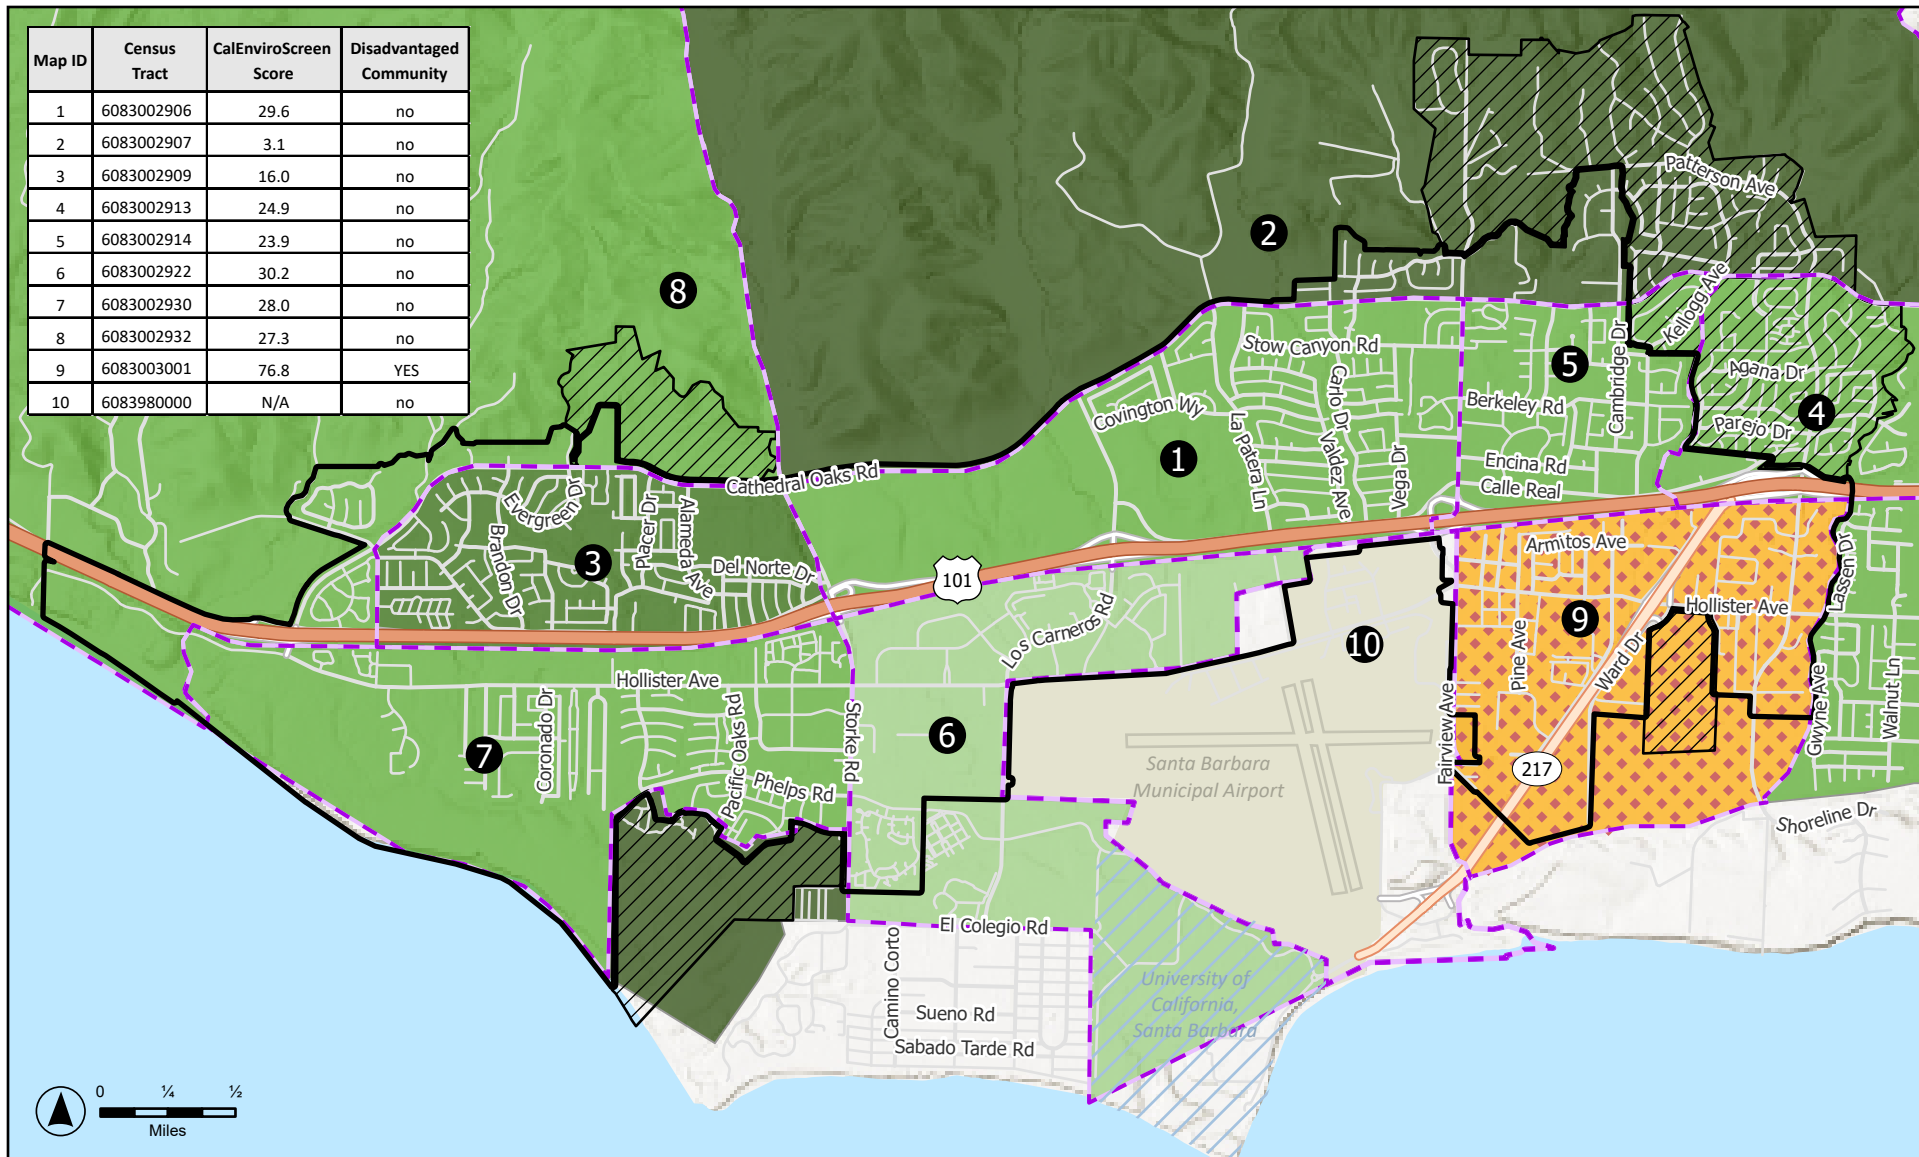 Map ID Census Tract CalEnviroScreen Score Disadvantaged Community
1 6083002906 29.6 no
2 6083002907 3.1 no
3 6083002909 16.0 no
4 6083002913 24.9 no
5 6083002914 23.9 no
6 6083002922 30.2 no
7 6083002930 28.0 no
8 6083002932 27.3 no
9 6083003001 76.8 YES
10 6083980000 N/A no
Patterson Ave
2
8
Kellogg Ave
Stow Canyon Rd
Cambridge Dr
5
Agana Dr
Carlo Dr
Covington Wy
Berkeley Rd
4
Parejo Dr
La Patera Ln
Valdez Ave
1
Vega Dr
Encina Rd
Calle Real
Cathedral Oaks Rd
Evergreen Dr
Placer Dr
Alameda Ave
Brandon Dr
3
Del Norte Dr
101
Armitos Ave
Lassen Dr
Los Carneros Rd
Hollister Ave
9
10
Pine Ave
Ward Dr
Hollister Ave
Coronado Dr
Pacific Oaks Rd
Storke Rd
6
Fairview Ave
Gwyne Ave
Walnut Ln
7
Phelps Rd
Santa Barbara
Municipal Airport
217
Shoreline Dr
El Colegio Rd
Camino Corto
University of
California,
Santa Barbara
Sueno Rd
Sabado Tarde Rd
0 ¼ ½
Miles